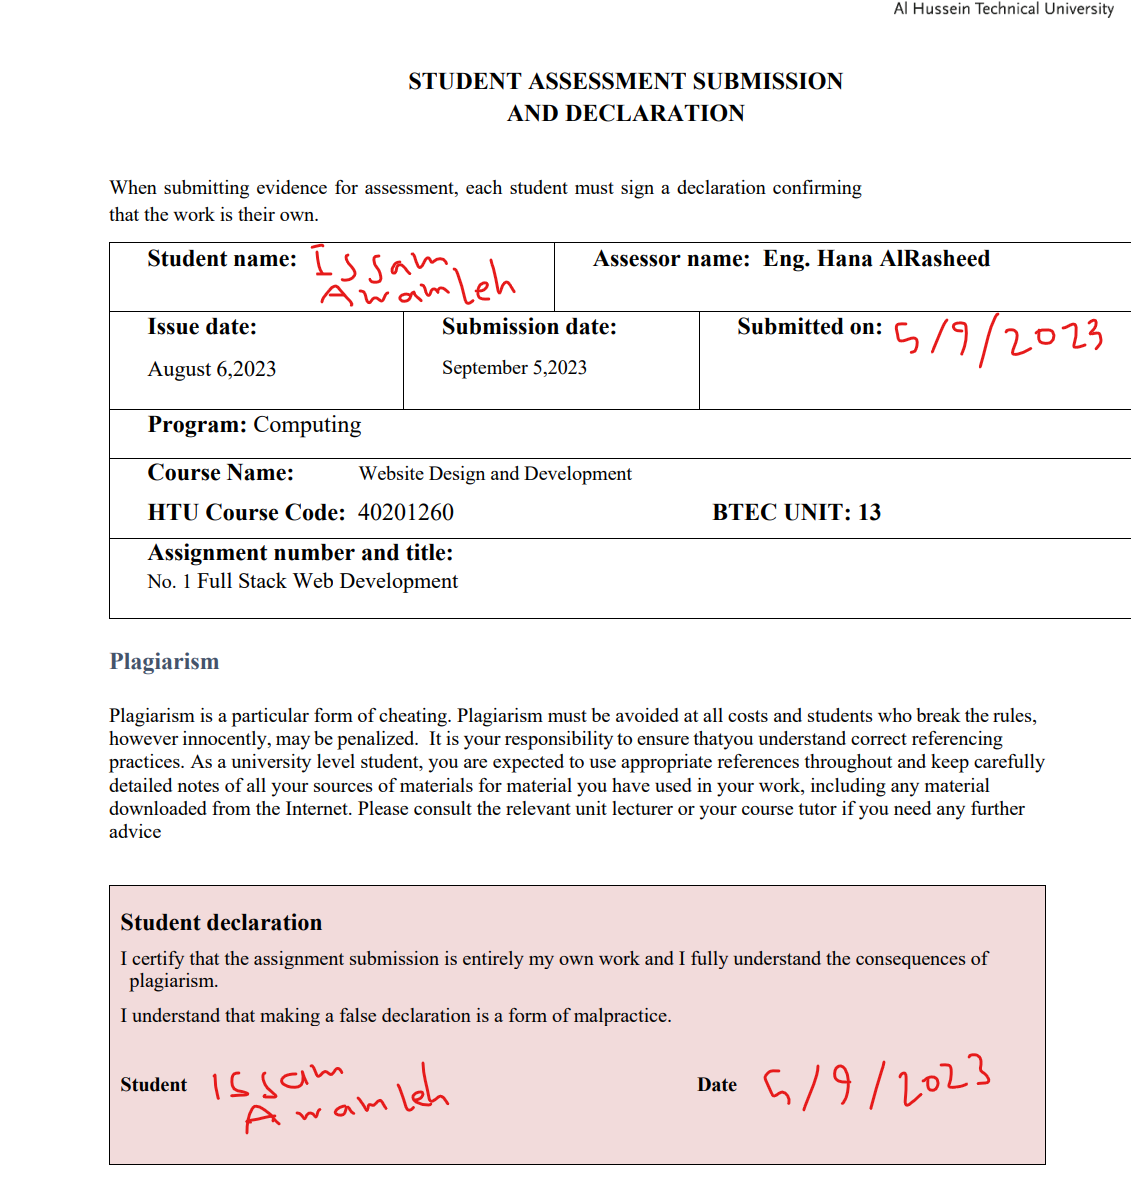 Al Hussein Technical University
STUDENT ASSESSMENT SUBMISSION
AND DECLARATION
When submitting evidence for assessment, each student must sign a declaration confirming
that the work is their own.
Student name: Issam
Awamleh
Assessor name: Eng. Hana AlRasheed
Issue date:
August 6,2023
Submission date:
September 5,2023
Submitted on: 5/9/2023
Program: Computing
Course Name: Website Design and Development
HTU Course Code: 40201260 BTEC UNIT: 13
Assignment number and title:
No. 1 Full Stack Web Development
Plagiarism
Plagiarism is a particular form of cheating. Plagiarism must be avoided at all costs and students who break the rules,
however innocently, may be penalized. It is your responsibility to ensure thatyou understand correct referencing
practices. As a university level student, you are expected to use appropriate references throughout and keep carefully
detailed notes of all your sources of materials for material you have used in your work, including any material
downloaded from the Internet. Please consult the relevant unit lecturer or your course tutor if you need any further
advice
Student declaration
I certify that the assignment submission is entirely my own work and I fully understand the consequences of
plagiarism.
I understand that making a false declaration is a form of malpractice.
Student Issam
Awamleh
Date 5/9/2023